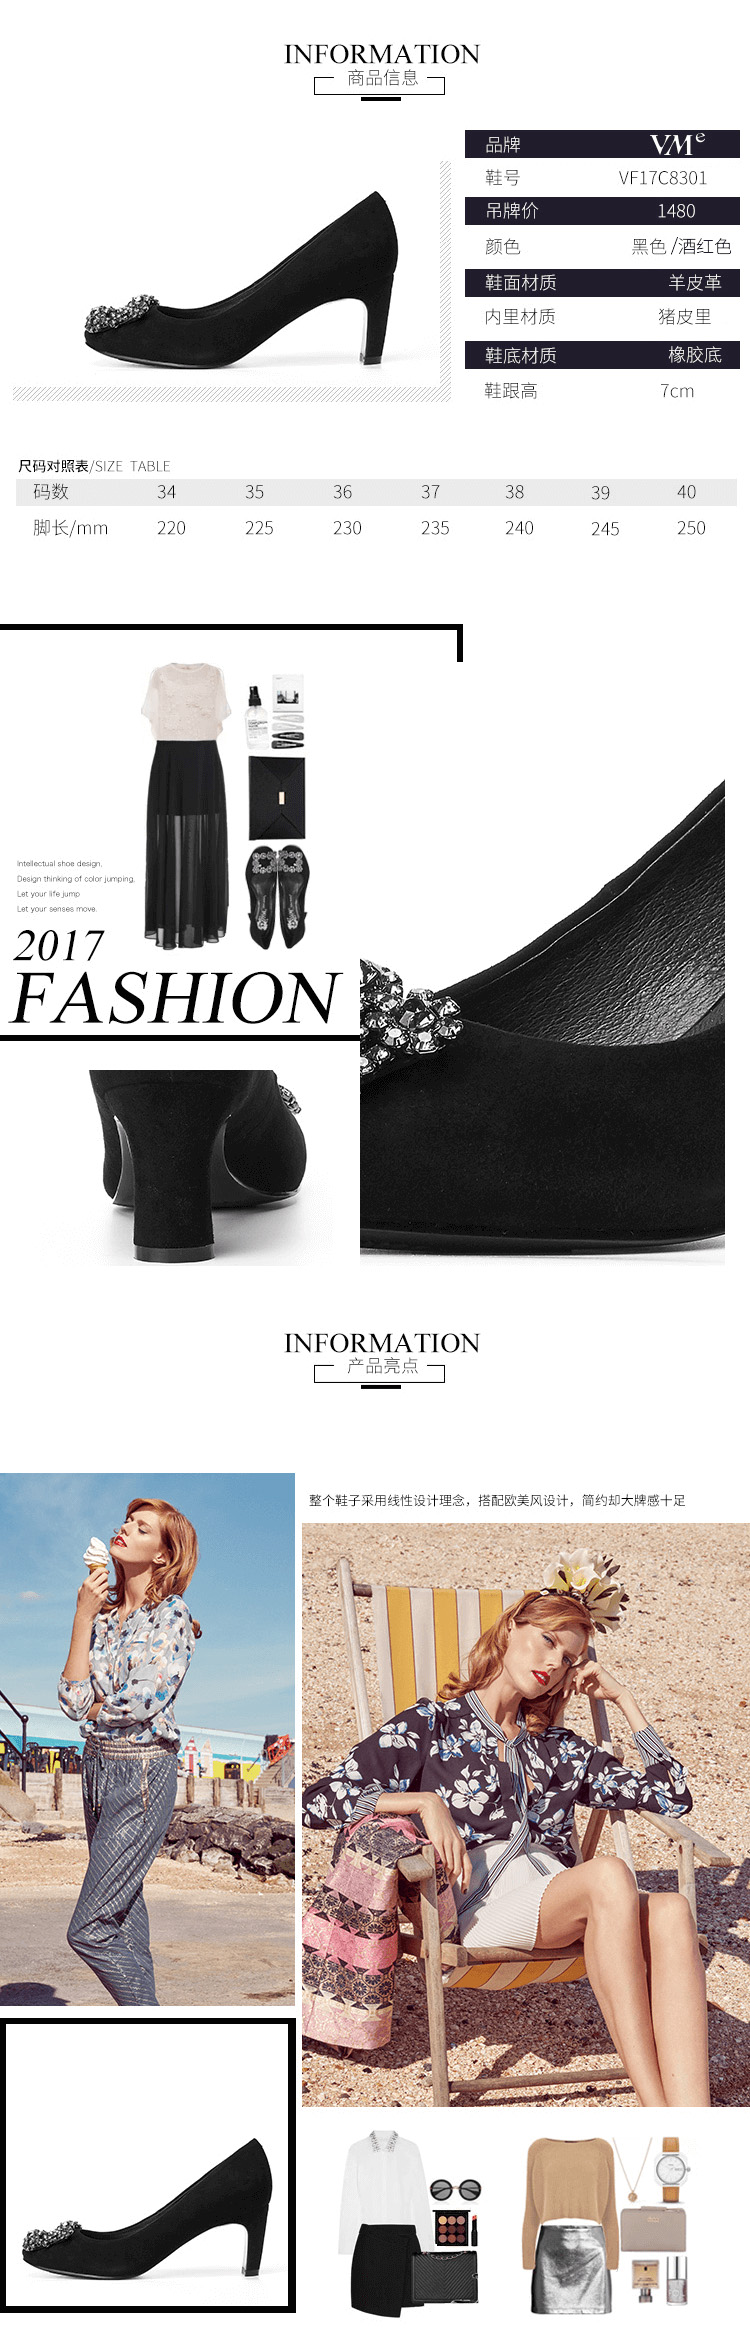 INFORMATION
商品信息
品牌 VMe
鞋号 VF17C8301
吊牌价 1480
颜色 黑色/酒红色
鞋面材质 羊皮革
内里材质 猪皮里
鞋底材质 橡胶底
鞋跟高 7cm
尺码对照表/SIZE TABLE
码数 34 35 36 37 38 39 40
脚长/mm 220 225 230 235 240 245 250
Intellectual shoe design,
Design thinking of color jumping,
Let your life jump
Let your senses move.
2017
FASHION
INFORMATION
产品亮点
整个鞋子采用线性设计理念，搭配欧美风设计，简约却大牌感十足